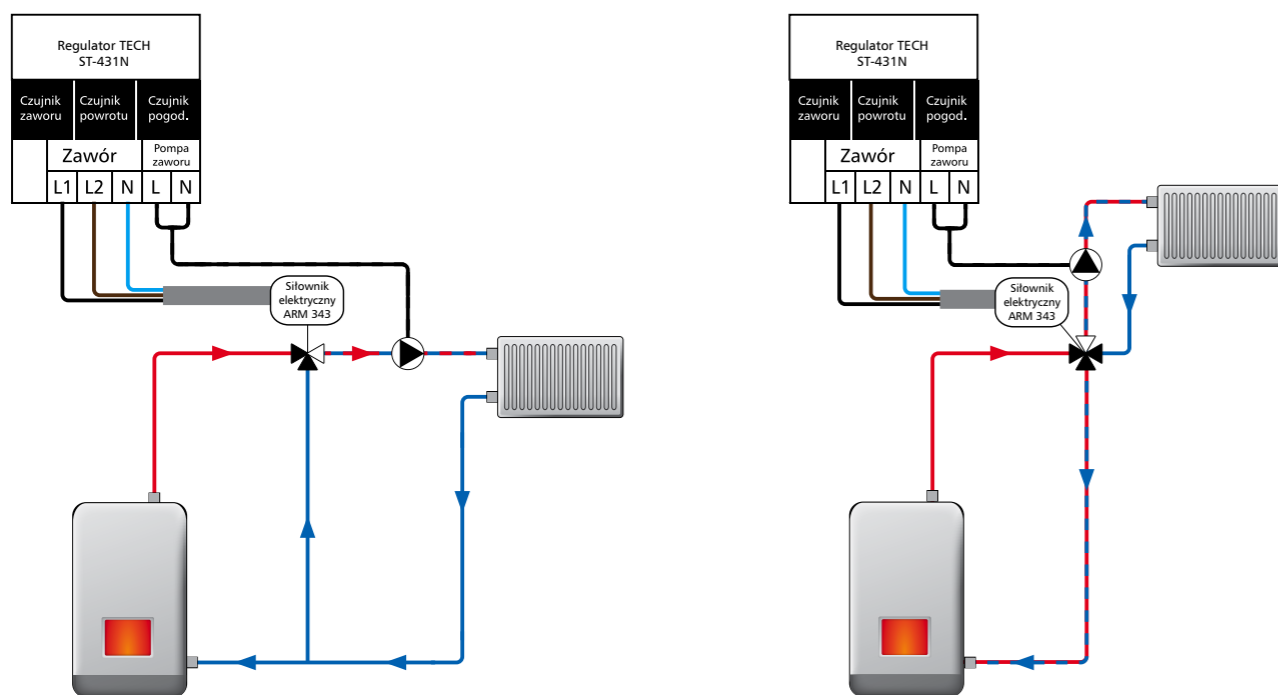 Regulator TECH
ST-431N
Czujnik zaworu
Czujnik powrotu
Czujnik pogod.
Zawór
Pompa zaworu
L1 L2 N L N
Siłownik
elektryczny
ARM 343
Regulator TECH
ST-431N
Czujnik zaworu
Czujnik powrotu
Czujnik pogod.
Zawór
Pompa zaworu
L1 L2 N L N
Siłownik
elektryczny
ARM 343